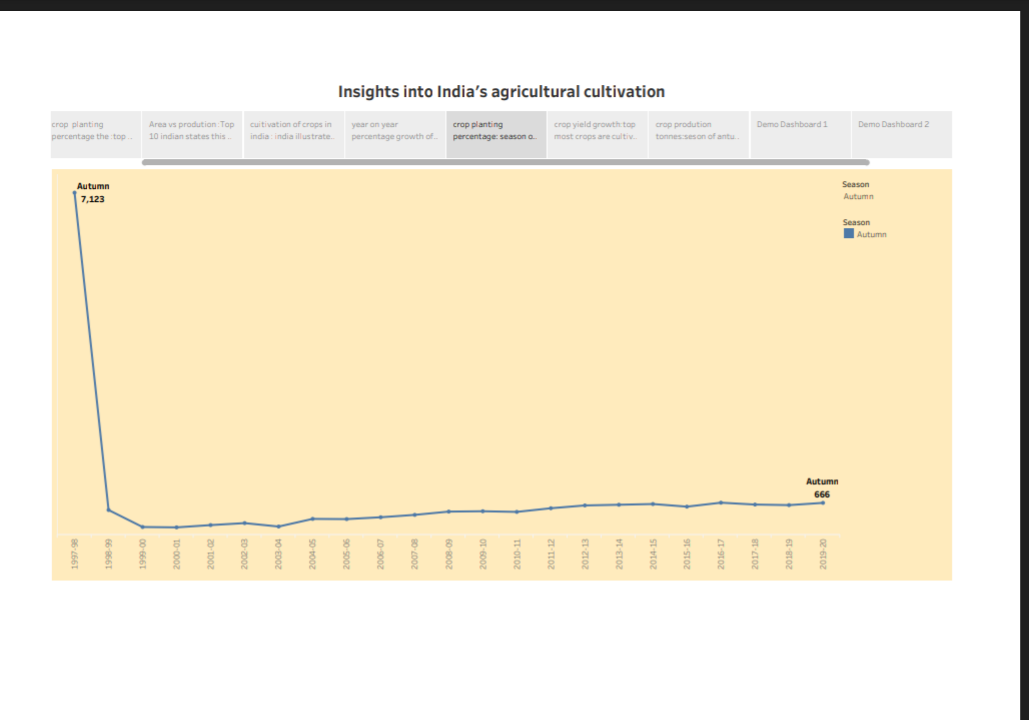 Insights into India's agricultural cultivation
crop planting
percentage the :top ...
Area vs prodution :Top
10 indian states this ...
cuitivation of crops in
india : india illustrate..
year on year
percentage growth of...
crop planting
percentage: season o..
crop yield growth:top
most crops are cultiv..
crop prodution
tonnes:seson of antu..
Demo Dashboard 1
Demo Dashboard 2
Autumn
7,123
Season
Autumn
Season
Autumn
Autumn
666
1997-98
1998-99
1999-00
2000-01
2001-02
2002-03
2003-04
2004-05
2005-06
2006-07
2007-08
2008-09
2009-10
2010-11
2011-12
2012-13
2013-14
2014-15
2015-16
2016-17
2017-18
2018-19
2019-20